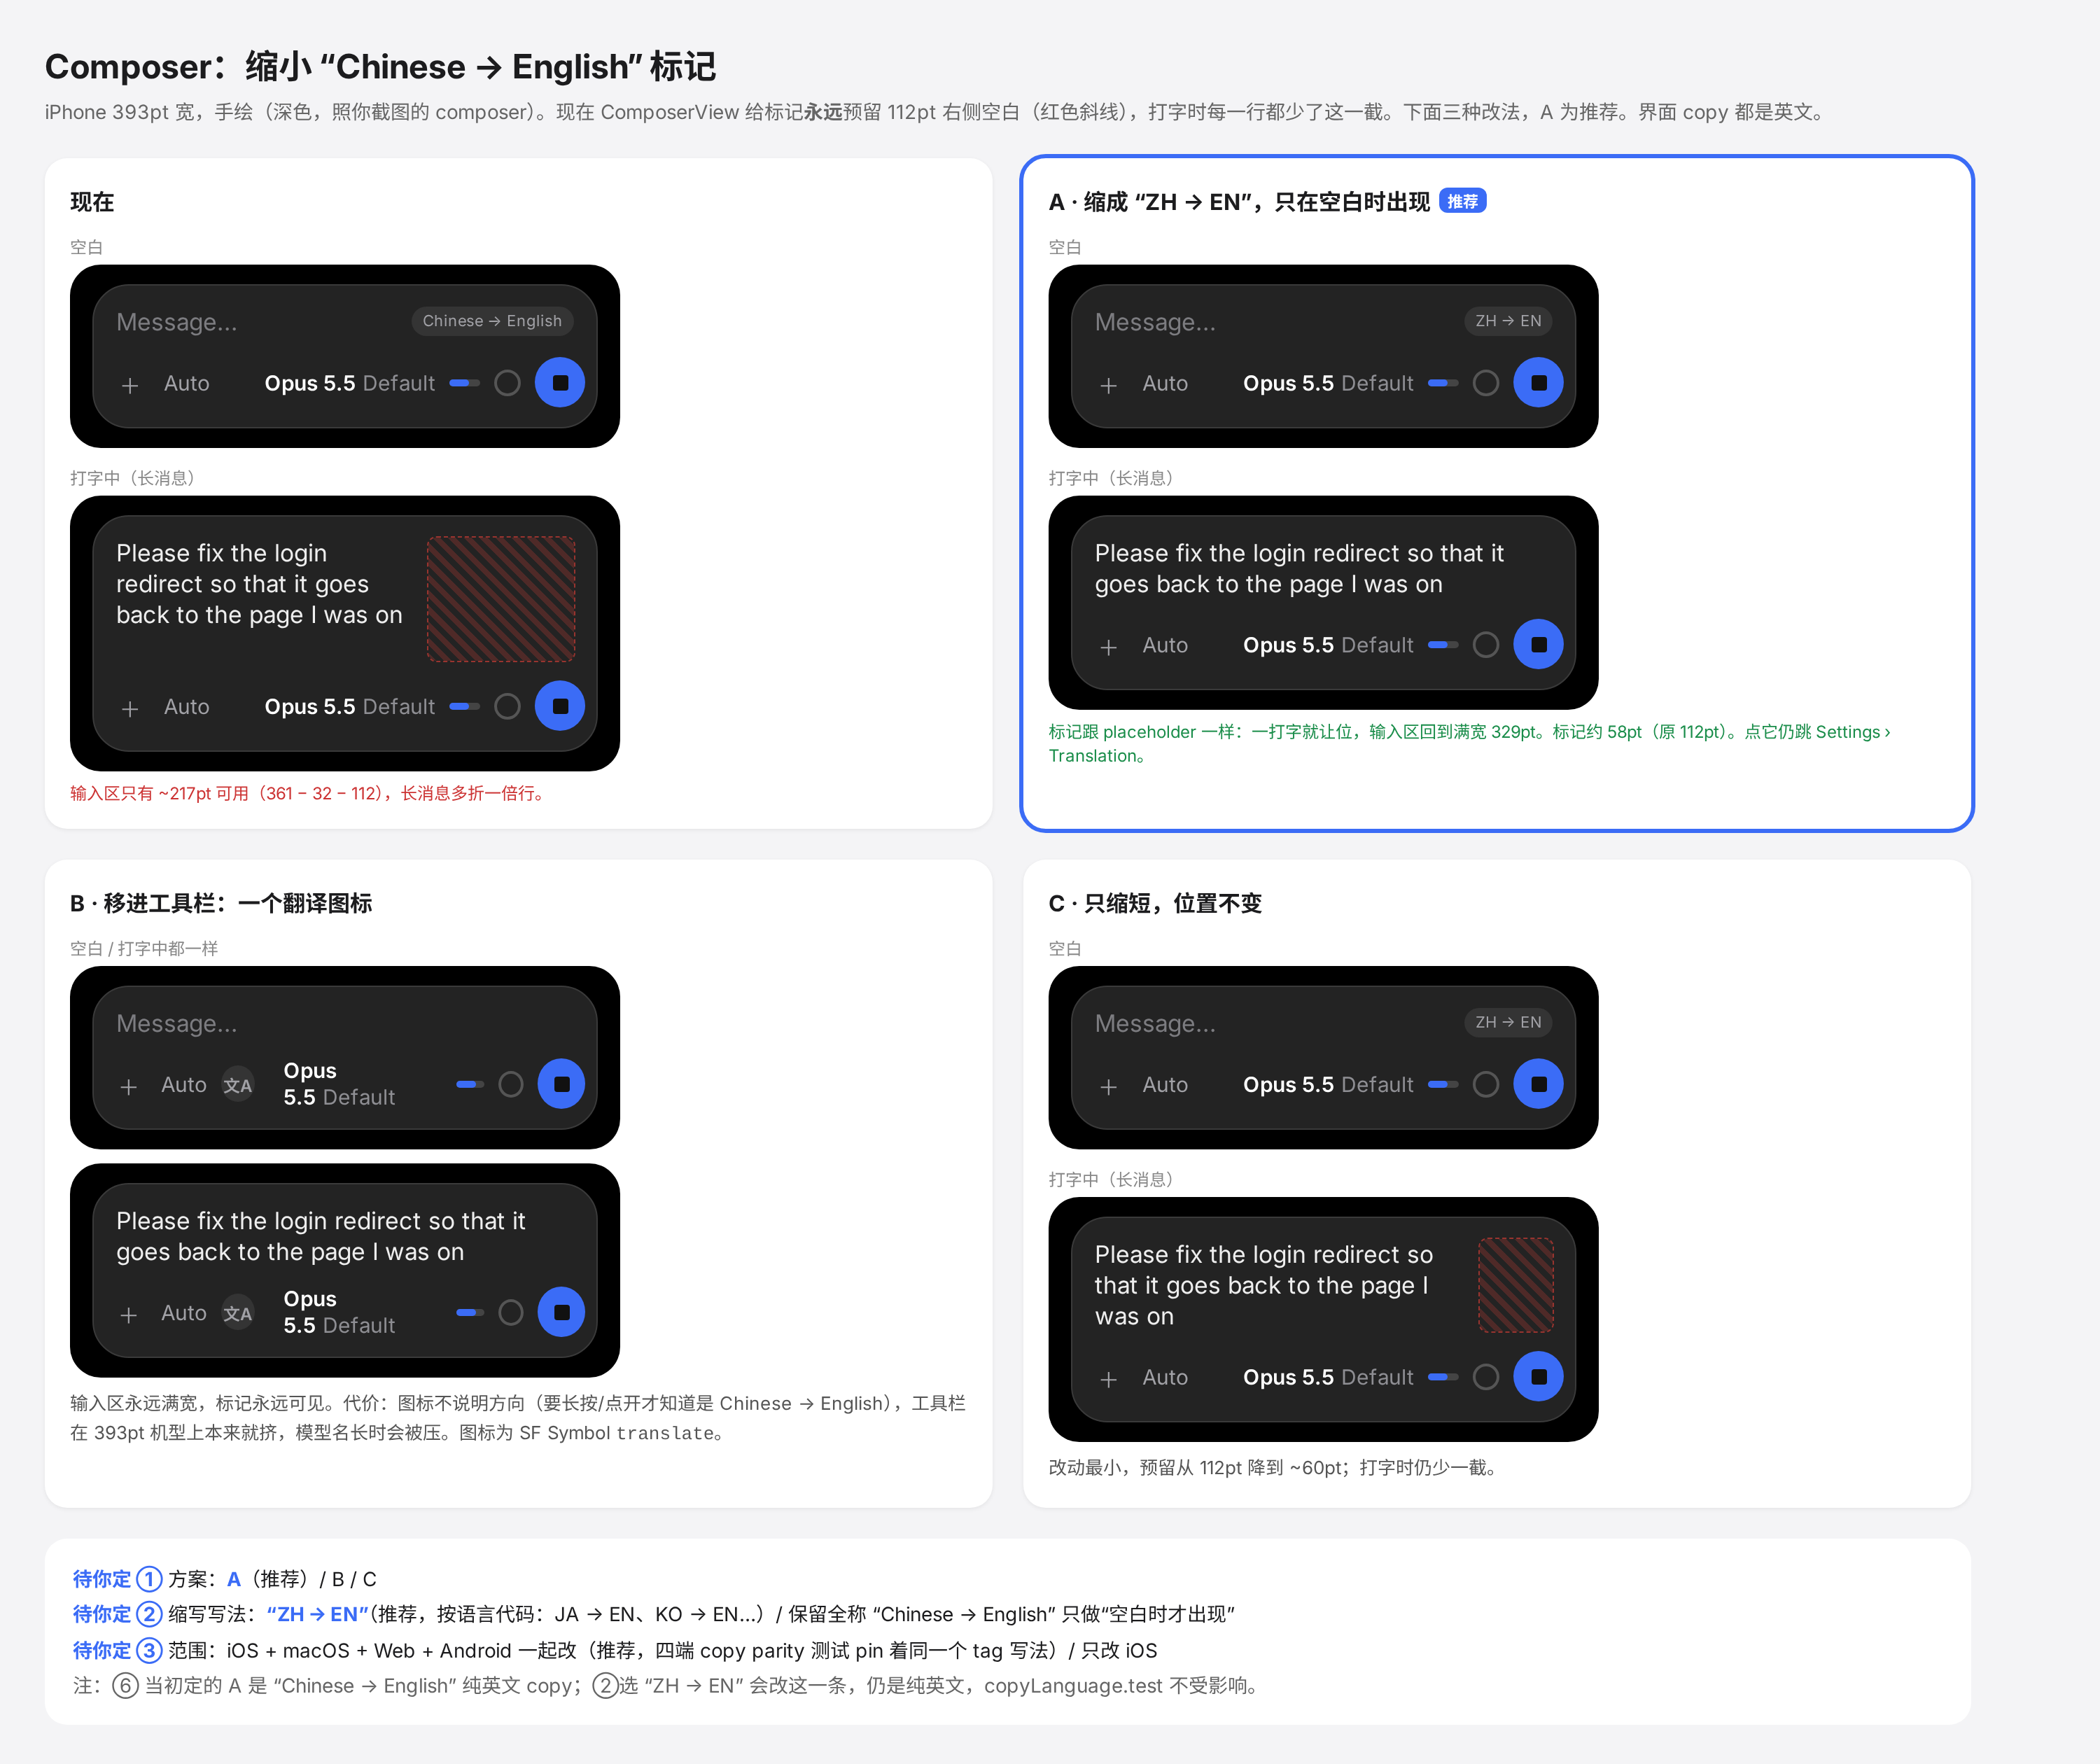 Composer：缩小 “Chinese → English” 标记
iPhone 393pt 宽，手绘（深色，照你截图的 composer）。现在 ComposerView 给标记永远预留 112pt 右侧空白（红色斜线），打字时每一行都少了这一截。下面三种改法，A 为推荐。界面 copy 都是英文。
现在
空白
Message...
Chinese → English
+ Auto Opus 5.5 Default
打字中（长消息）
Please fix the login
redirect so that it goes
back to the page I was on
+ Auto Opus 5.5 Default
输入区只有 ~217pt 可用（361 − 32 − 112），长消息多折一倍行。
A · 缩成 “ZH → EN”，只在空白时出现 推荐
空白
Message...
ZH → EN
+ Auto Opus 5.5 Default
打字中（长消息）
Please fix the login redirect so that it
goes back to the page I was on
+ Auto Opus 5.5 Default
标记跟 placeholder 一样：一打字就让位，输入区回到满宽 329pt。标记约 58pt（原 112pt）。点它仍跳 Settings ›
Translation。
B · 移进工具栏：一个翻译图标
空白 / 打字中都一样
Message...
+ Auto 文A Opus
5.5 Default
Please fix the login redirect so that it
goes back to the page I was on
+ Auto 文A Opus
5.5 Default
输入区永远满宽，标记永远可见。代价：图标不说明方向（要长按/点开才知道是 Chinese → English），工具栏
在 393pt 机型上本来就挤，模型名长时会被压。图标为 SF Symbol translate。
C · 只缩短，位置不变
空白
Message...
ZH → EN
+ Auto Opus 5.5 Default
打字中（长消息）
Please fix the login redirect so
that it goes back to the page I
was on
+ Auto Opus 5.5 Default
改动最小，预留从 112pt 降到 ~60pt；打字时仍少一截。
待你定 ① 方案：A（推荐）/ B / C
待你定 ② 缩写写法：“ZH → EN”（推荐，按语言代码：JA → EN、KO → EN...）/ 保留全称 “Chinese → English” 只做“空白时才出现”
待你定 ③ 范围：iOS + macOS + Web + Android 一起改（推荐，四端 copy parity 测试 pin 着同一个 tag 写法）/ 只改 iOS
注：⑥ 当初定的 A 是 “Chinese → English” 纯英文 copy；②选 “ZH → EN” 会改这一条，仍是纯英文，copyLanguage.test 不受影响。